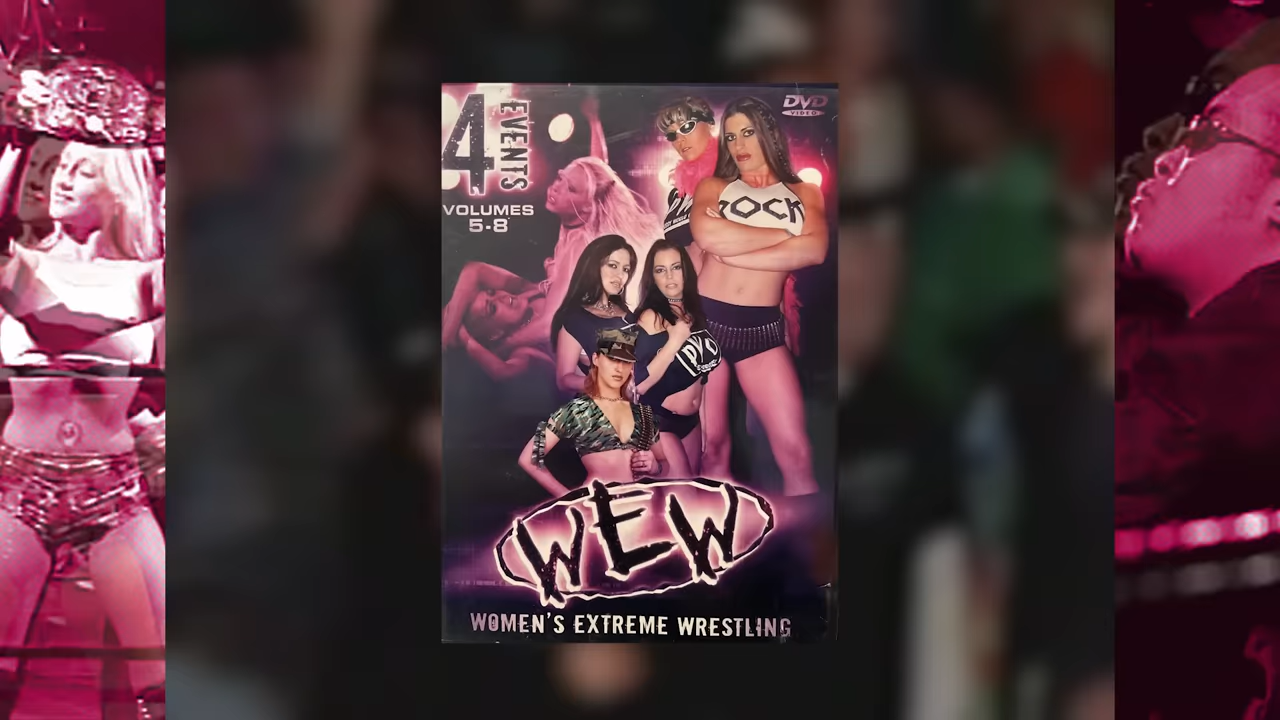 4
EVENTS
VOLUMES
5-8
DVD
VIDEO
ROCK
WEW
WOMEN'S EXTREME WRESTLING